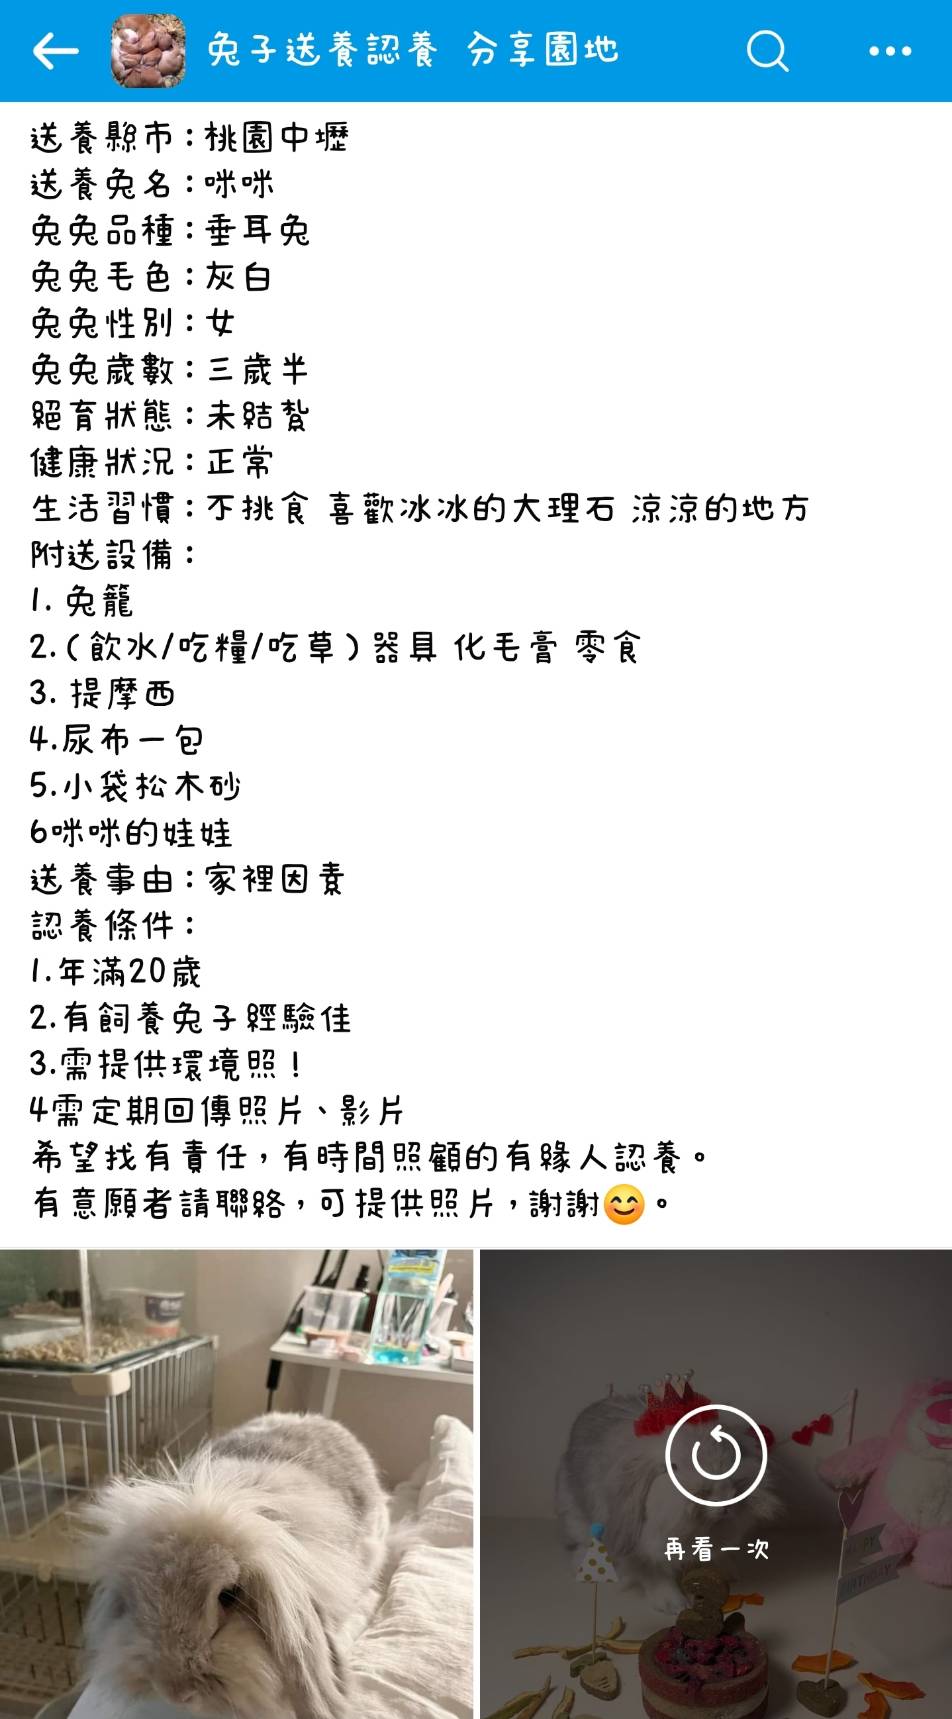 兔子送養認養 分享園地
送養縣市：桃園中壢
送養兔名：咪咪
兔兔品種：垂耳兔
兔兔毛色：灰白
兔兔性別：女
兔兔歲數：三歲半
絕育狀態：未結紮
健康狀況：正常
生活習慣：不挑食 喜歡冰冰的大理石 涼涼的地方
附送設備：
1. 兔籠
2.(飲水/吃糧/吃草)器具 化毛膏 零食
3. 提摩西
4.尿布一包
5.小袋松木砂
6咪咪的娃娃
送養事由：家裡因素
認養條件：
1.年滿20歲
2.有飼養兔子經驗佳
3.需提供環境照！
4需定期回傳照片、影片
希望找有責任，有時間照顧的有緣人認養。
有意願者請聯絡，可提供照片，謝謝😊。
再看一次
BIRTHDAY